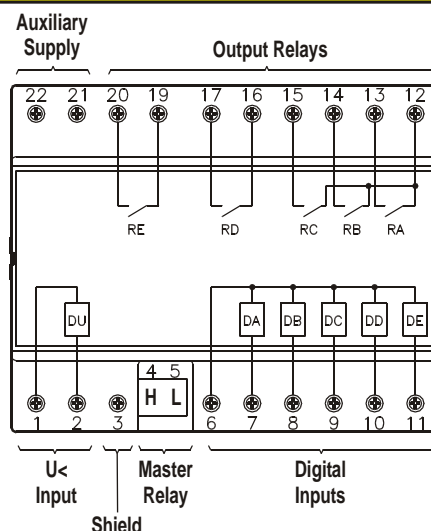 Auxiliary
Supply
Output Relays
22 21 20 19 17 16 15 14 13 12
RE RD RC RB RA
DU DA DB DC DD DE
4 5
H L
1 2 3 6 7 8 9 10 11
U<
Input
Master
Relay
Digital
Inputs
Shield